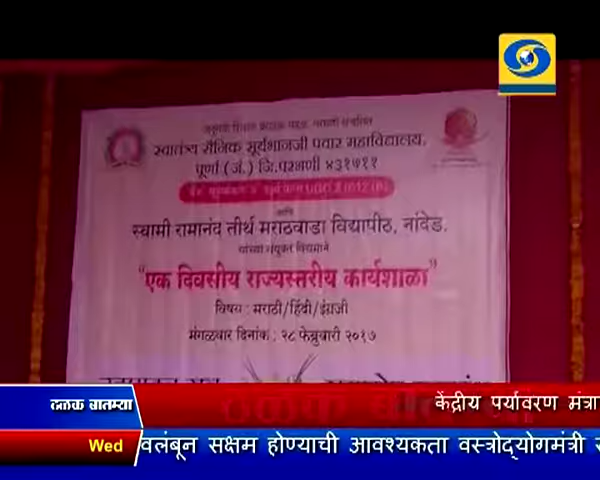 स्वातंत्र्य सैनिक सूर्यभानजी पवार महाविद्यालय,
पूर्णा (जं.) जि.परभणी ४३१५११
आणि
स्वामी रामानंद तीर्थ मराठवाडा विद्यापीठ, नांदेड.
यांच्या संयुक्त विद्यमाने
"एक दिवसीय राज्यस्तरीय कार्यशाळा"
विषय : मराठी/हिंदी/इंग्रजी
मंगळवार दिनांक : २८ फेब्रुवारी २०१७
ठळक बातम्या
केंद्रीय पर्यावरण मंत्रा
Wed
वलंबून सक्षम होण्याची आवश्यकता वस्त्रोद्योगमंत्री